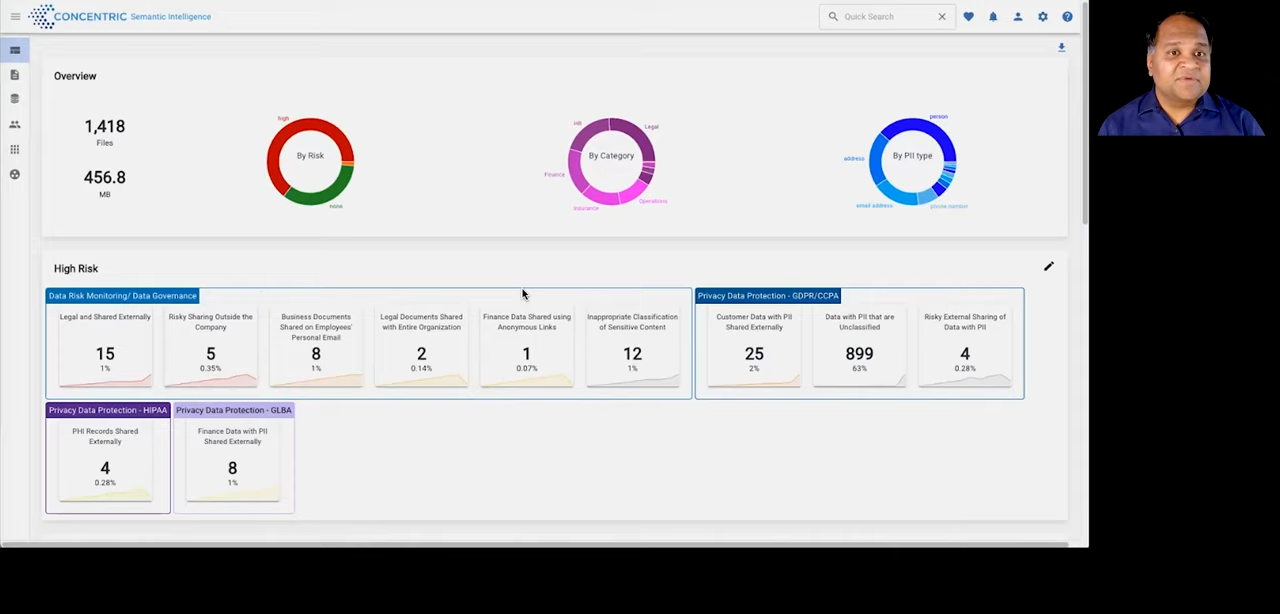 CONCENTRIC Semantic Intelligence
Quick Search
Overview
1,418
Files
456.8
MB
high
By Risk
none
HR
Legal
By Category
Finance
Insurance
Operations
person
address
By PII type
email address
phone number
High Risk
Data Risk Monitoring/ Data Governance
Legal and Shared Externally
15
1%
Risky Sharing Outside the
Company
5
0.35%
Business Documents
Shared on Employees'
Personal Email
8
1%
Legal Documents Shared
with Entire Organization
2
0.14%
Finance Data Shared using
Anonymous Links
1
0.07%
Inappropriate Classification
of Sensitive Content
12
1%
Privacy Data Protection - GDPR/CCPA
Customer Data with PII
Shared Externally
25
2%
Data with PII that are
Unclassified
899
63%
Risky External Sharing of
Data with PII
4
0.28%
Privacy Data Protection - HIPAA
PHI Records Shared
Externally
4
0.28%
Privacy Data Protection - GLBA
Finance Data with PII
Shared Externally
8
1%